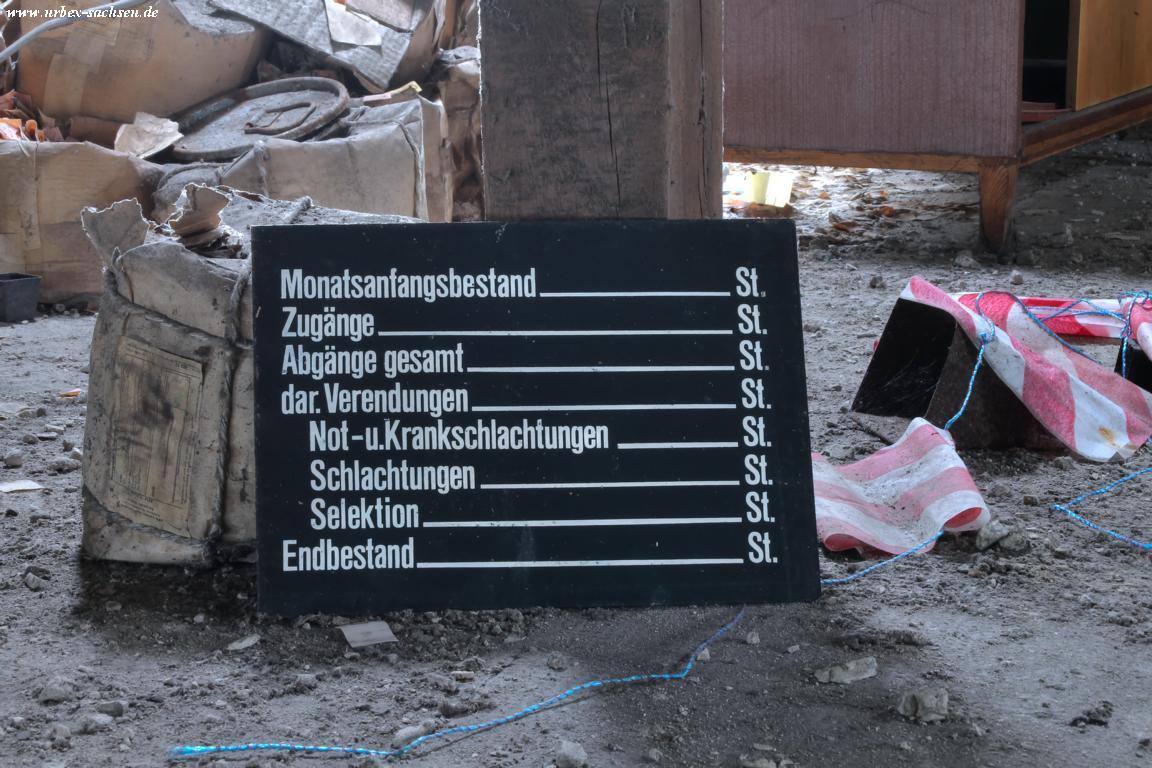 www.urbex-sachsen.de
Monatsanfangsbestand St.
Zugänge St.
Abgänge gesamt St.
dar. Verendungen St.
Not-u. Krankschlachtungen St.
Schlachtungen St.
Selektion St.
Endbestand St.